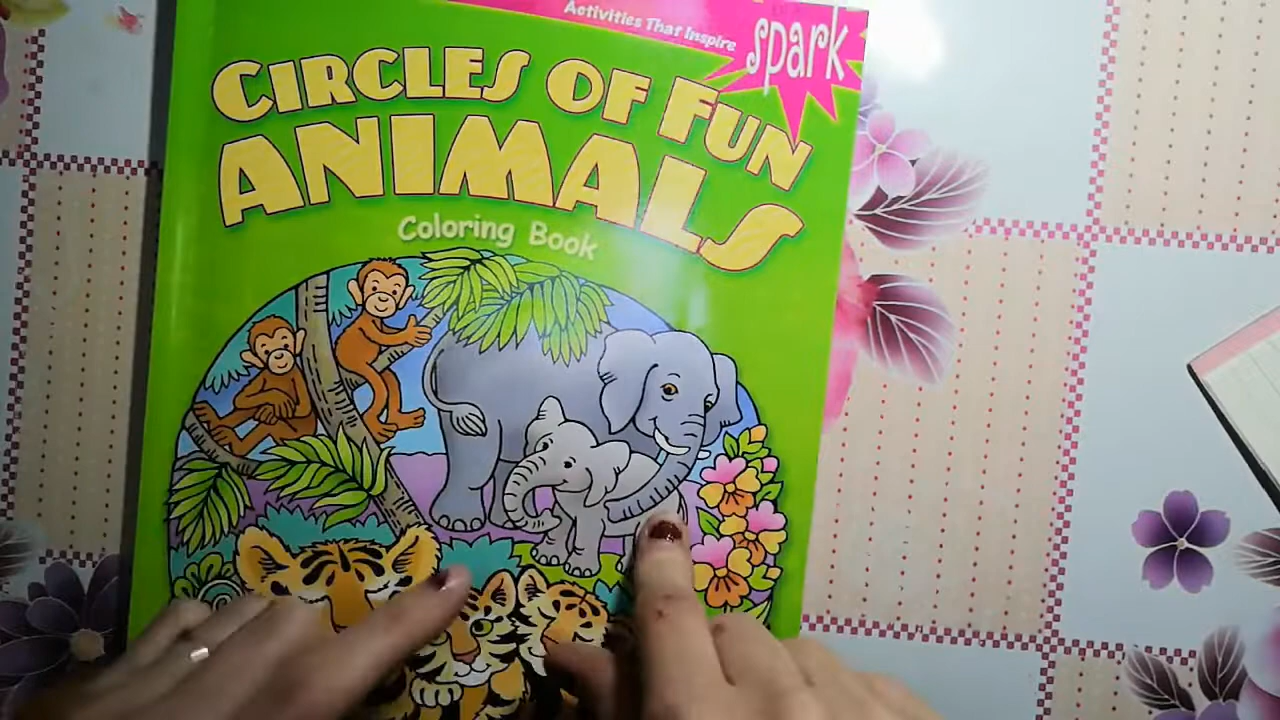 Activities That Inspire
spark
CIRCLES OF FUN
ANIMALS
Coloring Book